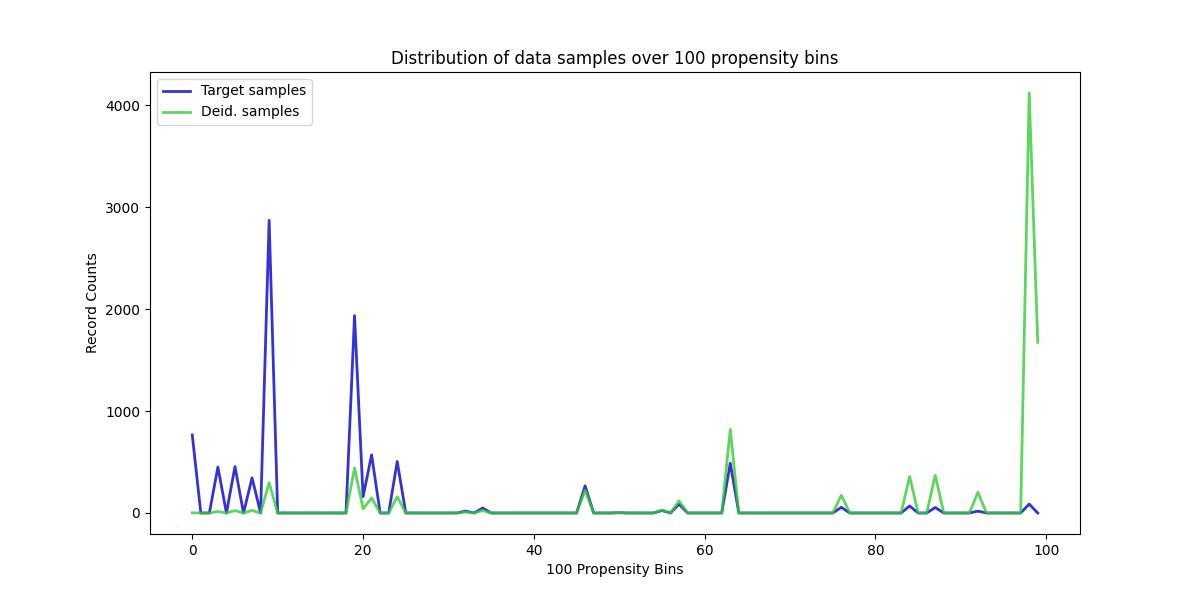 Distribution of data samples over 100 propensity bins
Target samples
Deid. samples
4000
3000
2000
1000
0
Record Counts
0 20 40 60 80 100
100 Propensity Bins